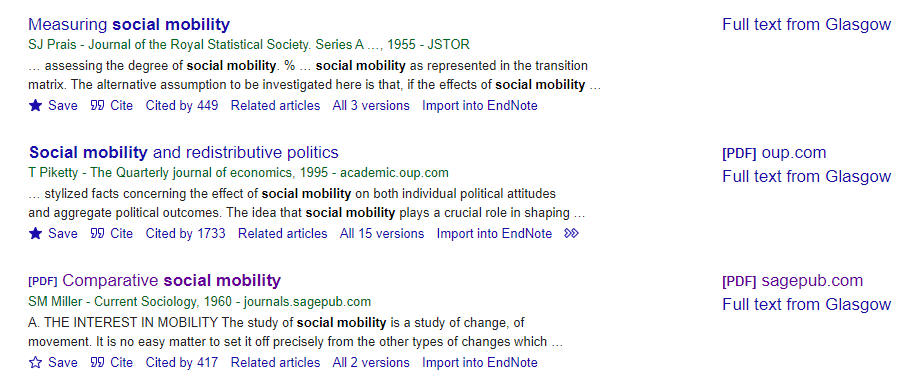 Measuring social mobility
Full text from Glasgow
SJ Prais - Journal of the Royal Statistical Society. Series A …, 1955 - JSTOR
… assessing the degree of social mobility. % … social mobility as represented in the transition
matrix. The alternative assumption to be investigated here is that, if the effects of social mobility …
Save Cite Cited by 449 Related articles All 3 versions Import into EndNote
Social mobility and redistributive politics
[PDF] oup.com
T Piketty - The Quarterly journal of economics, 1995 - academic.oup.com
Full text from Glasgow
… stylized facts concerning the effect of social mobility on both individual political attitudes
and aggregate political outcomes. The idea that social mobility plays a crucial role in shaping …
Save Cite Cited by 1733 Related articles All 15 versions Import into EndNote
[PDF] Comparative social mobility
[PDF] sagepub.com
SM Miller - Current Sociology, 1960 - journals.sagepub.com
Full text from Glasgow
A. THE INTEREST IN MOBILITY The study of social mobility is a study of change, of
movement. It is no easy matter to set it off precisely from the other types of changes which …
Save Cite Cited by 417 Related articles All 2 versions Import into EndNote